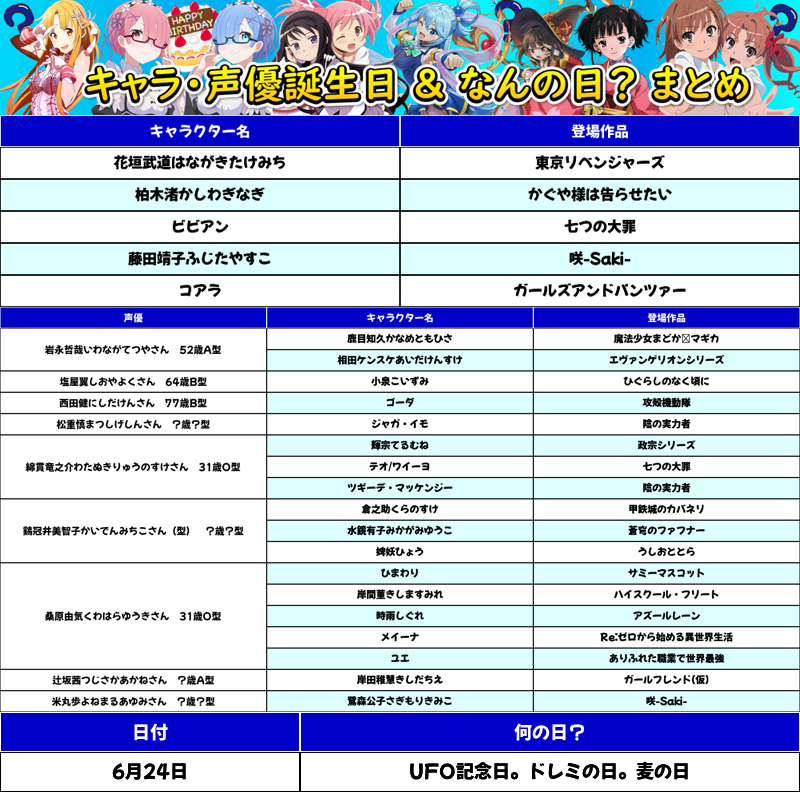 HAPPY
BIRTHDAY
キャラ・声優誕生日 & なんの日? まとめ
キャラクター名 登場作品
花垣武道はながきたけみち 東京リベンジャーズ
柏木渚かしわぎなぎ かぐや様は告らせたい
ビビアン 七つの大罪
藤田靖子ふじたやすこ 咲-Saki-
コアラ ガールズアンドパンツァー
声優 キャラクター名 登場作品
岩永哲哉いわながてつやさん 52歳A型
鹿目知久かなめともひさ 魔法少女まどか☒マギカ
相田ケンスケあいだけんすけ エヴァンゲリオンシリーズ
塩屋翼しおやよくさん 64歳B型 小泉こいずみ ひぐらしのなく頃に
西田健にしだけんさん 77歳B型 ゴーダ 攻殻機動隊
松重慎まつしげしんさん ?歳?型 ジャガ・イモ 陰の実力者
綿貫竜之介わたぬきりゅうのすけさん 31歳O型
輝宗てるむね 政宗シリーズ
テオ/ワイーヨ 七つの大罪
ツギーデ・マッケンジー 陰の実力者
鶏冠井美智子かいでんみちこさん(型) ?歳?型
倉之助くらのすけ 甲鉄城のカバネリ
水鏡有子みかがみゆうこ 蒼穹のファフナー
婢妖ひょう うしおととら
桑原由気くわはらゆうきさん 31歳O型
ひまわり サミーマスコット
岸間菫きしますみれ ハイスクール・フリート
時雨しぐれ アズールレーン
メイーナ Re:ゼロから始める異世界生活
ユエ ありふれた職業で世界最強
辻坂茜つじさかあかねさん ?歳A型 岸田稚慧きしだちえ ガールフレンド(仮)
米丸歩よねまるあゆみさん ?歳?型 鷺森公子さぎもりきみこ 咲-Saki-
日付 何の日?
6月24日 UFO記念日。ドレミの日。麦の日